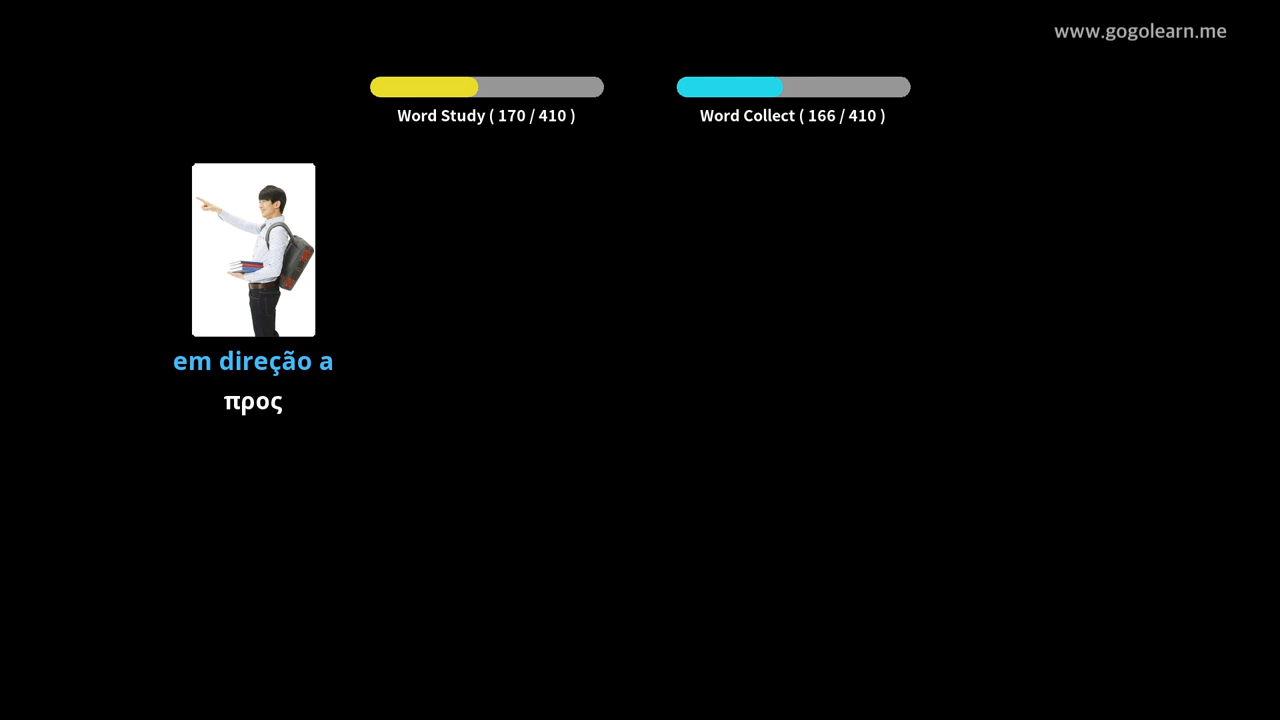 www.gogolearn.me
Word Study ( 170 / 410 )
Word Collect ( 166 / 410 )
em direção a
προς